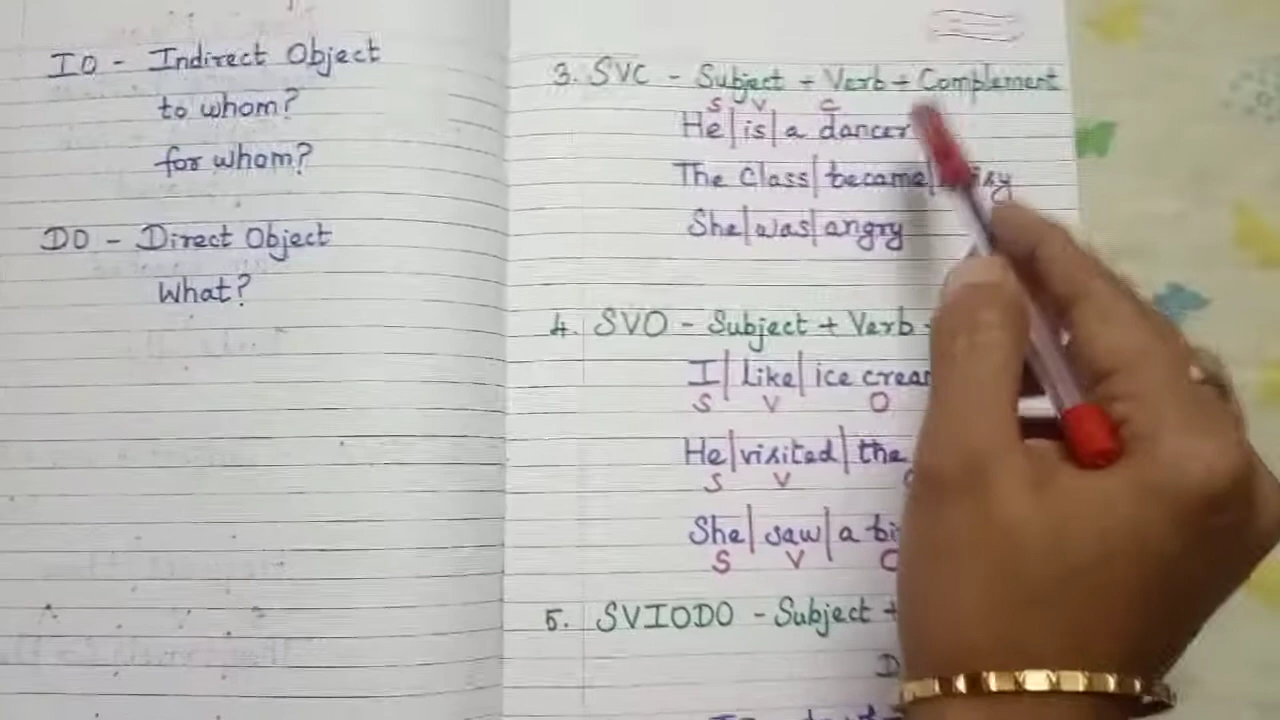 IO - Indirect Object
to whom?
for whom?
DO - Direct Object
What?
3. SVC - Subject + Verb + Complement
S V C
He | is | a dancer
The Class | became |
She | was | angry
4. SVO - Subject + Verb
I | Like | ice
S V O
He | visited | the
S V
She | saw | a
S V
5. SVIODO - Subject +